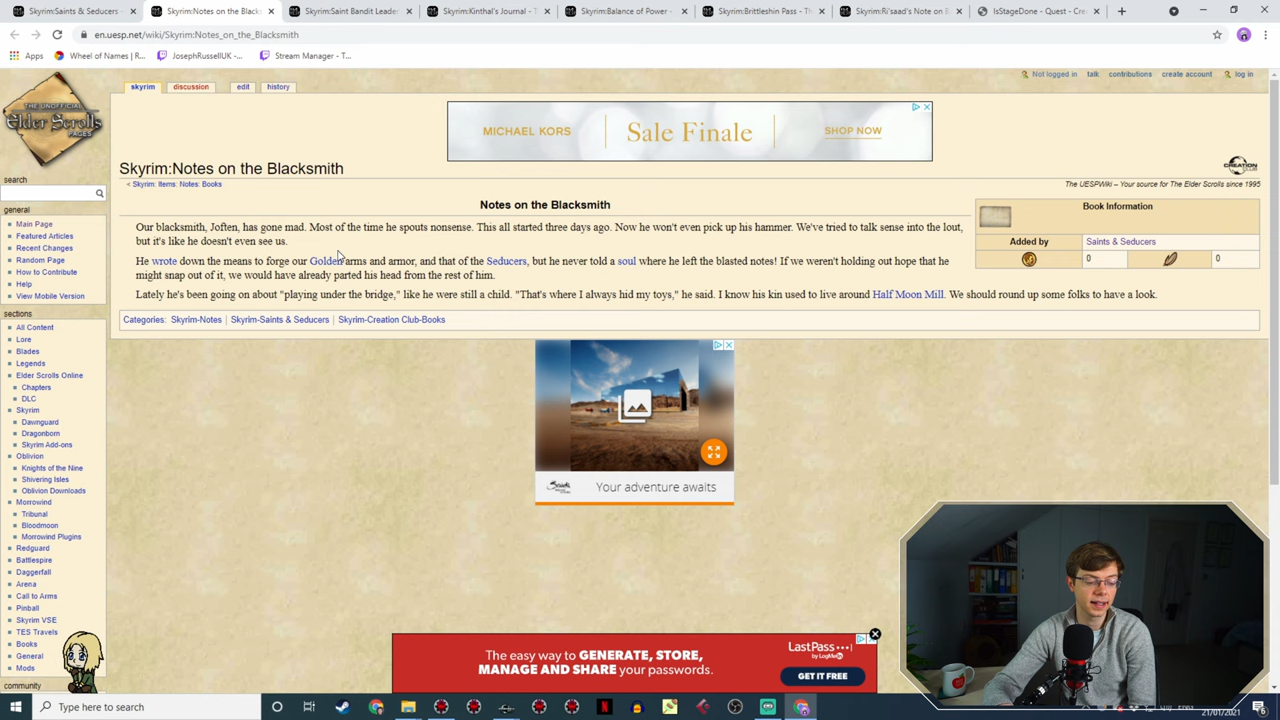 Skyrim:Saints & Seducers -
Skyrim:Notes on the Blacks
Skyrim:Saint Bandit Leader
Skyrim:Kinthal's Journal - T
Skyrim:Balance of Power -
Skyrim:Brittleshin Pass - Th
Skyrim:Ri'saad's Note on B
IsStageDone - Quest - Cre
en.uesp.net/wiki/Skyrim:Notes_on_the_Blacksmith
Apps
Wheel of Names | R...
JosephRussellUK -...
Stream Manager - T...
Not logged in talk contributions create account log in
skyrim discussion edit history
THE UNOFFICIAL
Elder Scrolls
PAGES
MICHAEL KORS
Sale Finale
SHOP NOW
Skyrim:Notes on the Blacksmith
CREATION
CLUB
< Skyrim: Items: Notes: Books
The UESPWiki – Your source for The Elder Scrolls since 1995
Notes on the Blacksmith
Our blacksmith, Joften, has gone mad. Most of the time he spouts nonsense. This all started three days ago. Now he won't even pick up his hammer. We've tried to talk sense into the lout,
but it's like he doesn't even see us.
He wrote down the means to forge our Golden arms and armor, and that of the Seducers, but he never told a soul where he left the blasted notes! If we weren't holding out hope that he
might snap out of it, we would have already parted his head from the rest of him.
Lately he's been going on about "playing under the bridge," like he were still a child. "That's where I always hid my toys," he said. I know his kin used to live around Half Moon Mill. We should round up some folks to have a look.
Book Information
Added by Saints & Seducers
0 0
Categories: Skyrim-Notes | Skyrim-Saints & Seducers | Skyrim-Creation Club-Books
search
general
Main Page
Featured Articles
Recent Changes
Random Page
How to Contribute
Help
View Mobile Version
sections
All Content
Lore
Blades
Legends
Elder Scrolls Online
Chapters
DLC
Skyrim
Dawnguard
Dragonborn
Skyrim Add-ons
Oblivion
Knights of the Nine
Shivering Isles
Oblivion Downloads
Morrowind
Tribunal
Bloodmoon
Morrowind Plugins
Redguard
Battlespire
Daggerfall
Arena
Call to Arms
Pinball
Skyrim VSE
TES Travels
Books
General
Mods
community
Your adventure awaits
The easy way to GENERATE, STORE,
MANAGE AND SHARE your passwords.
LastPass
by LogMeIn
GET IT FREE
Type here to search
ENG
21/01/2021